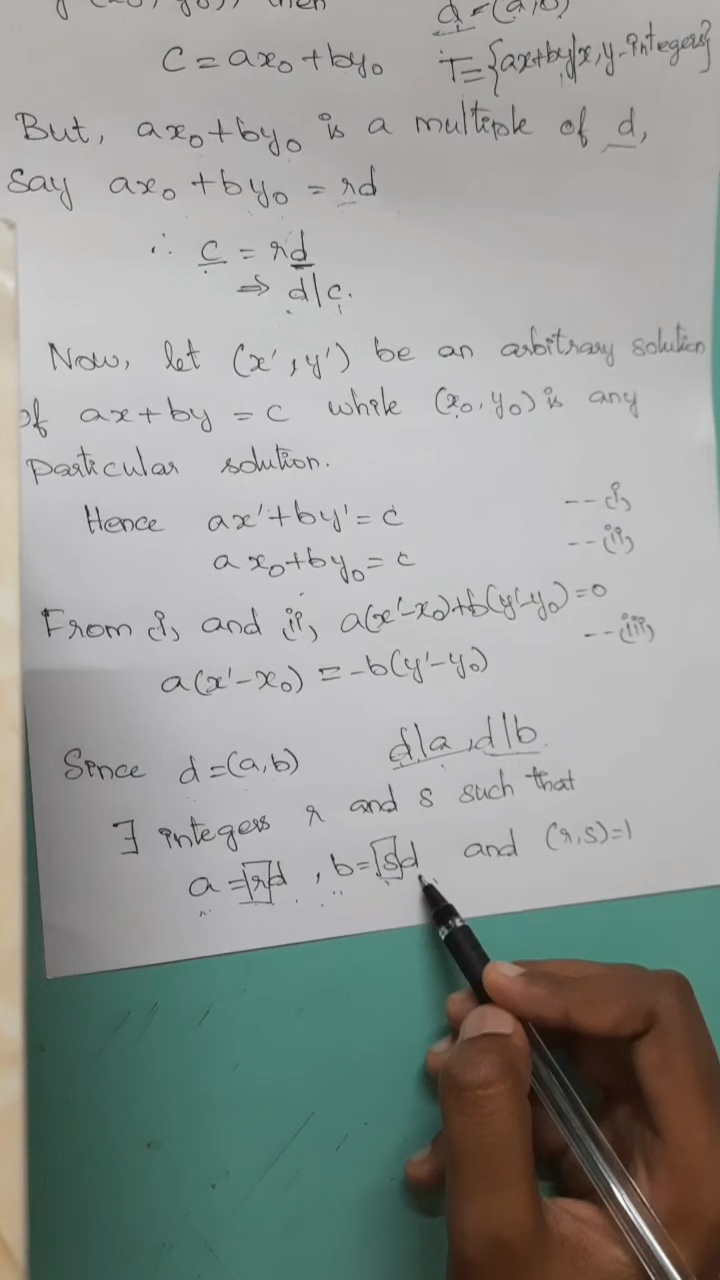 then
d=(a,b)
c = ax₀ + by₀
T={ax+by/x,y-integers}
But, ax₀+by₀ is a multiple of d,
say ax₀+by₀ = rd
∴ c = rd
⇒ d/c.
Now, let (x',y') be an arbitrary solution
of ax+by = c while (x₀,y₀) is any
particular solution.
Hence ax'+by'=c --(i)
ax₀+by₀=c --(ii)
From (i) and (ii), a(x'-x₀)+b(y'-y₀)=0
--(iii)
a(x'-x₀) = -b(y'-y₀)
Since d=(a,b) d/a, d/b
∃ integers r and s such that
a=rd, b=sd and (r,s)=1